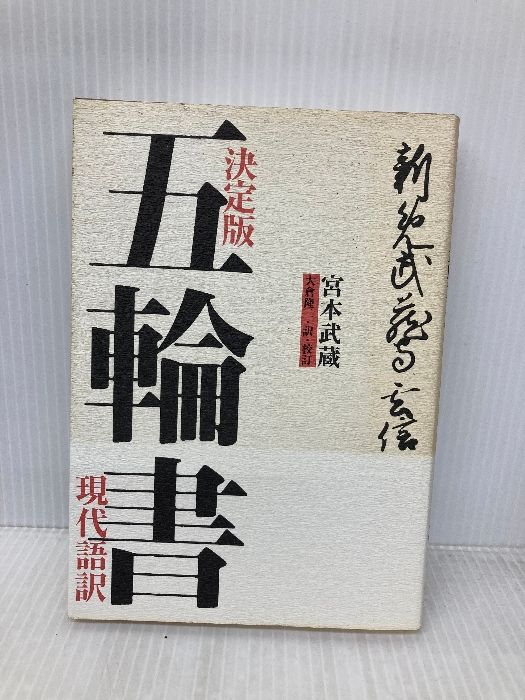 新免武蔵守玄信
宮本武蔵
大倉隆二 訳・校訂
決定版
五輪書
現代語訳